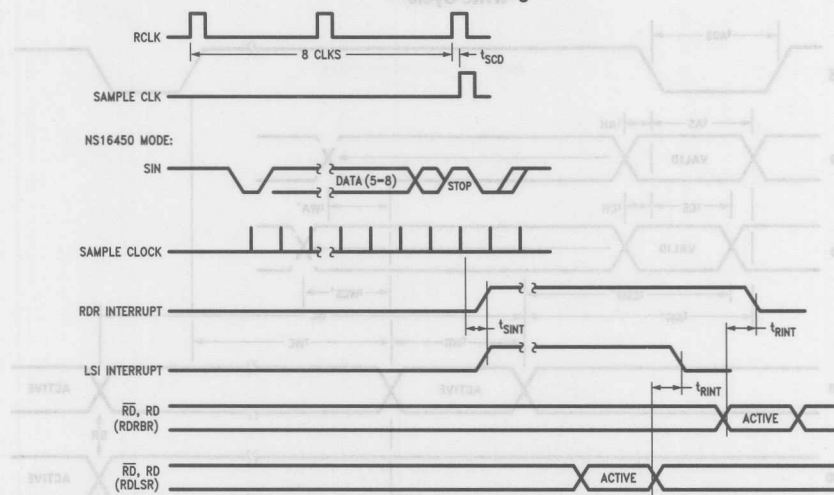 RCLK
8 CLKS
tSCD
SAMPLE CLK
NS16450 MODE:
SIN
DATA (5-8)
STOP
SAMPLE CLOCK
RDR INTERRUPT
tSINT
tRINT
LSI INTERRUPT
tRINT
RD, RD
(RDRBR)
ACTIVE
RD, RD
(RDLSR)
ACTIVE